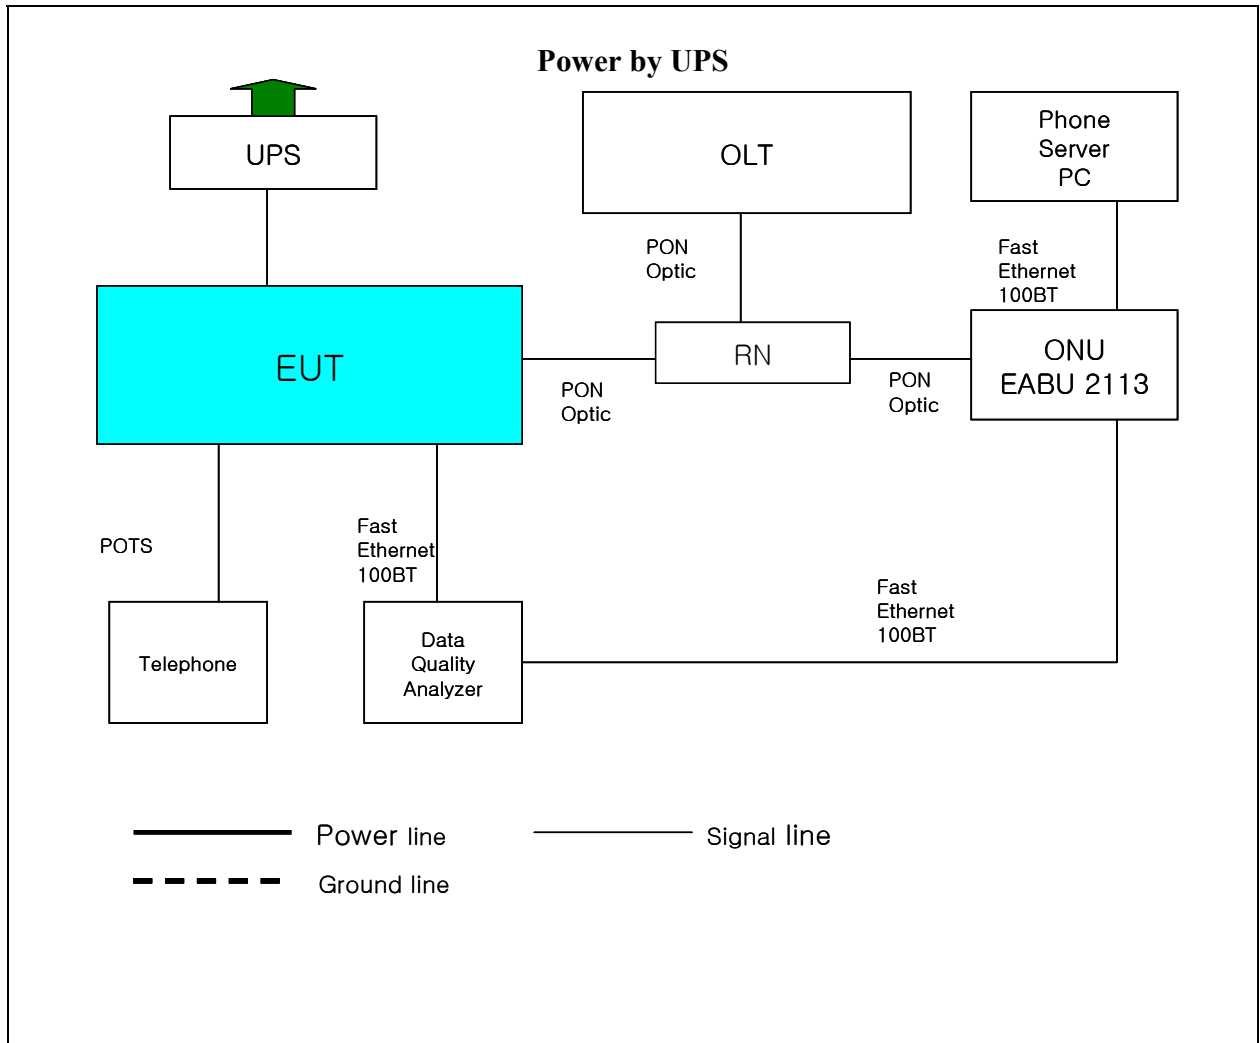 Power by UPS
UPS
OLT
Phone
Server
PC
PON
Optic
Fast
Ethernet
100BT
EUT
RN
ONU
EABU 2113
PON
Optic
PON
Optic
POTS
Fast
Ethernet
100BT
Fast
Ethernet
100BT
Telephone
Data
Quality
Analyzer
Power line
Signal line
Ground line